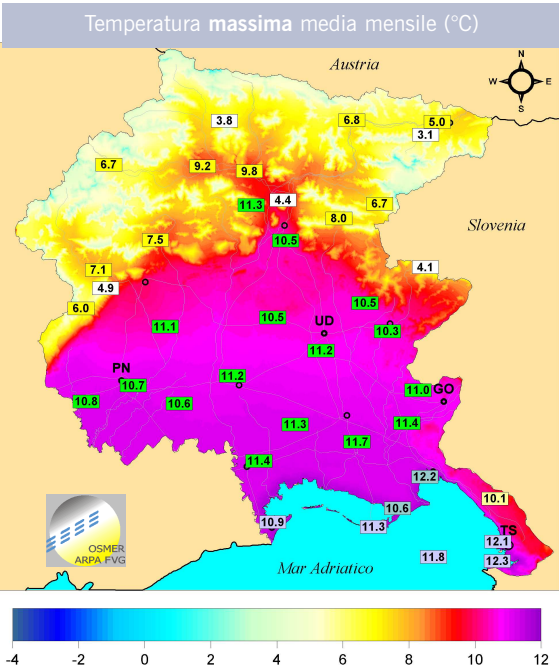 Temperatura massima media mensile (°C)
Austria
N
W E
S
3.8
6.8
5.0
3.1
6.7
9.2
9.8
11.3
4.4
6.7
8.0
Slovenia
7.5
10.5
7.1
4.9
4.1
6.0
10.5
11.1
10.5
UD
10.3
11.2
PN
10.7
11.2
11.0
GO
10.8
10.6
11.3
11.4
11.7
11.4
12.2
10.1
10.6
10.9
11.3
TS
12.1
OSMER
ARPA FVG
11.8
12.3
Mar Adriatico
-4 -2 0 2 4 6 8 10 12